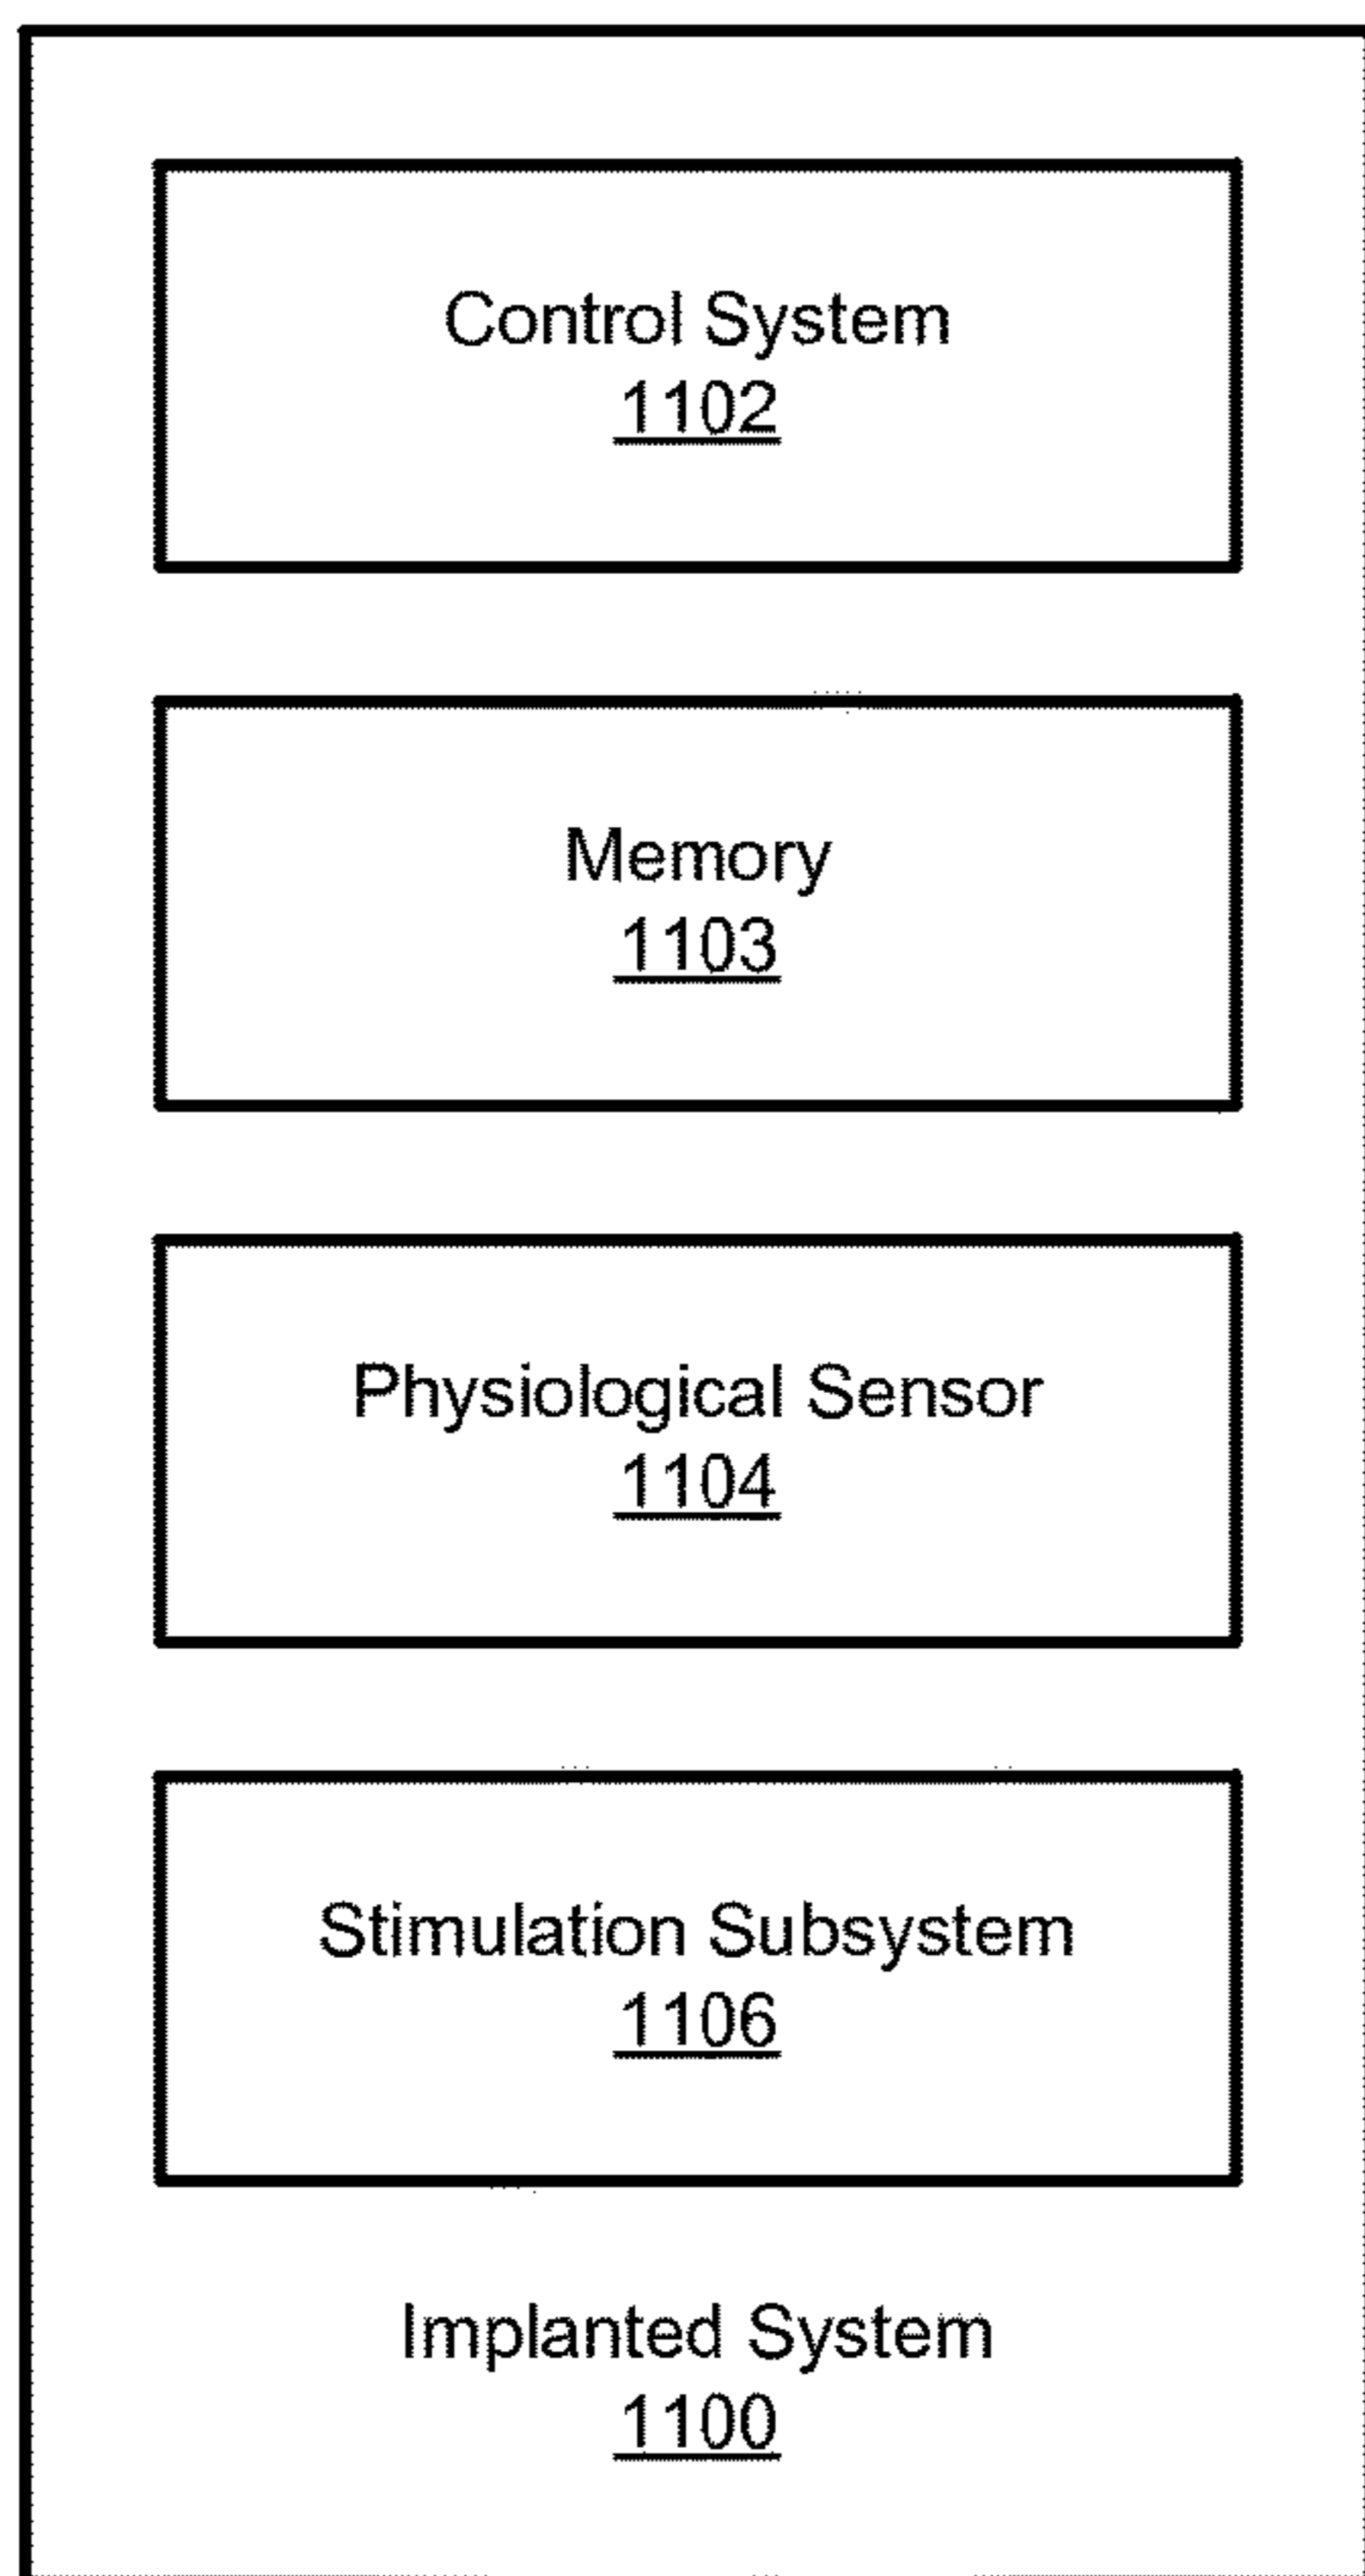 Control System
1102
Memory
1103
Physiological Sensor
1104
Stimulation Subsystem
1106
Implanted System
1100